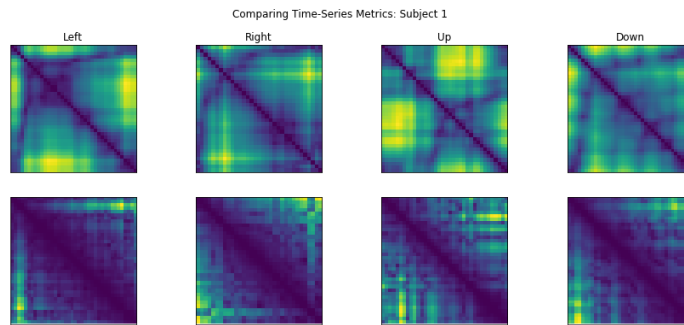 Comparing Time-Series Metrics: Subject 1
Left
Right
Up
Down